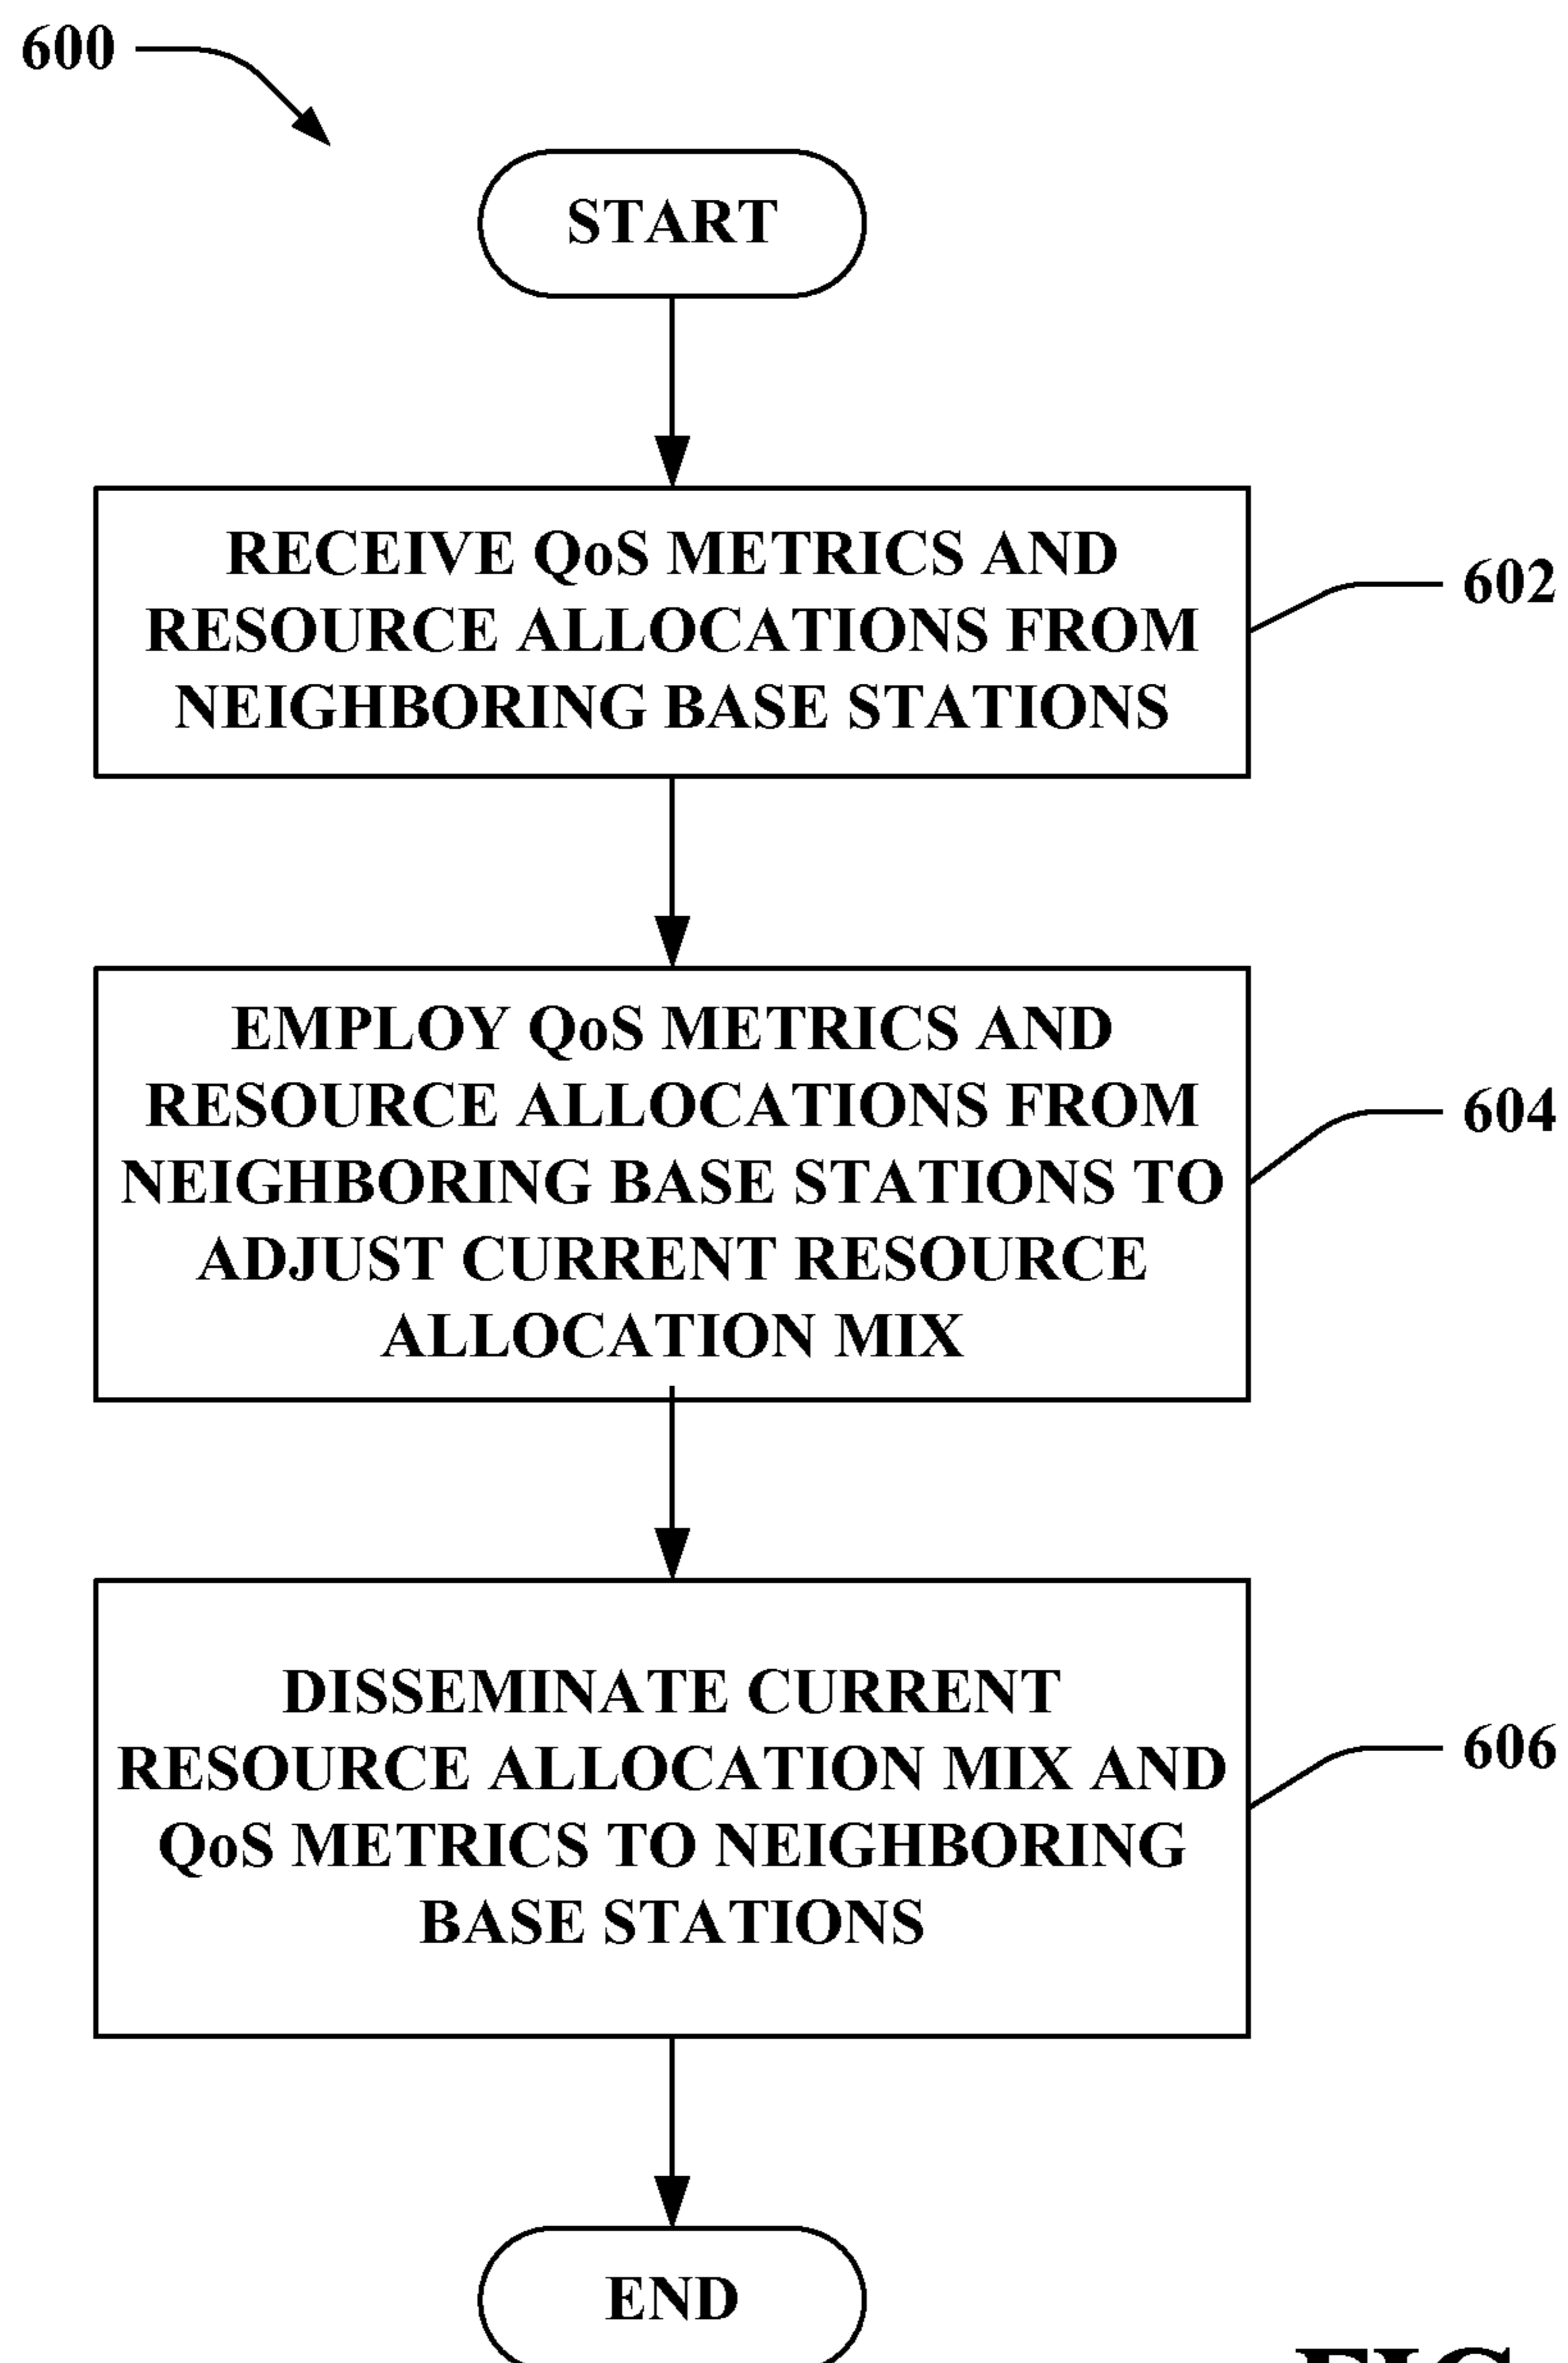 600
START
RECEIVE QoS METRICS AND
RESOURCE ALLOCATIONS FROM
NEIGHBORING BASE STATIONS
602
EMPLOY QoS METRICS AND
RESOURCE ALLOCATIONS FROM
NEIGHBORING BASE STATIONS TO
ADJUST CURRENT RESOURCE
ALLOCATION MIX
604
DISSEMINATE CURRENT
RESOURCE ALLOCATION MIX AND
QoS METRICS TO NEIGHBORING
BASE STATIONS
606
END